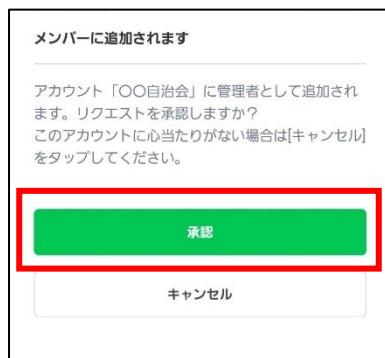 メンバーに追加されます
アカウント「〇〇自治会」に管理者として追加され
ます。リクエストを承認しますか？
このアカウントに心当たりがない場合は[キャンセル]
をタップしてください。
承認
キャンセル